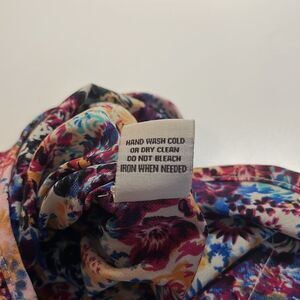 HAND WASH COLD
OR DRY CLEAN
DO NOT BLEACH
IRON WHEN NEEDED